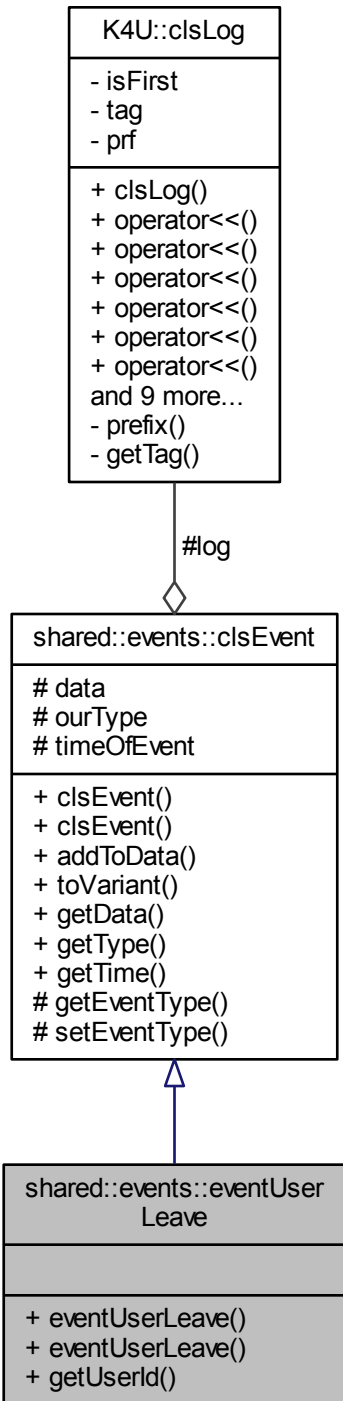 K4U::clsLog
- isFirst
- tag
- prf
+ clsLog()
+ operator<<()
+ operator<<()
+ operator<<()
+ operator<<()
+ operator<<()
+ operator<<()
and 9 more...
- prefix()
- getTag()
#log
shared::events::clsEvent
# data
# ourType
# timeOfEvent
+ clsEvent()
+ clsEvent()
+ addToData()
+ toVariant()
+ getData()
+ getType()
+ getTime()
# getEventType()
# setEventType()
shared::events::eventUser
Leave
+ eventUserLeave()
+ eventUserLeave()
+ getUserId()